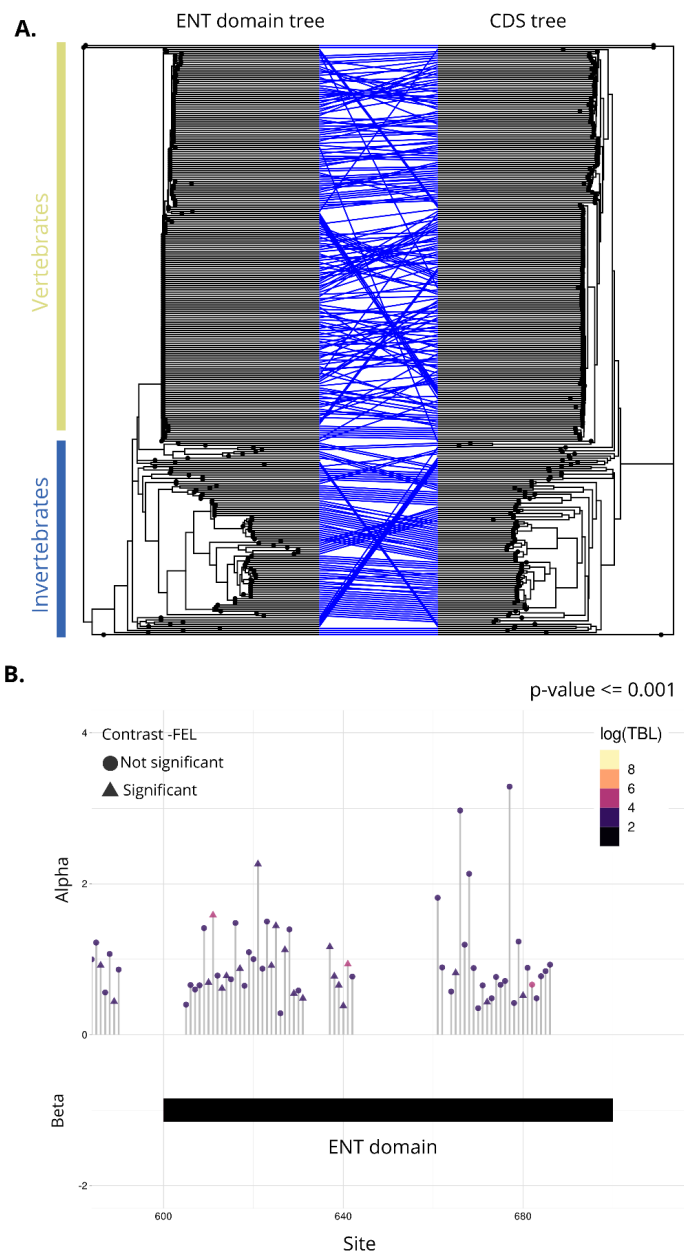 A.
ENT domain tree
CDS tree
Vertebrates
Invertebrates
B.
p-value <= 0.001
Contrast -FEL
Not significant
Significant
log(TBL)
8
6
4
2
4
2
0
-2
Alpha
Beta
ENT domain
600
640
680
Site